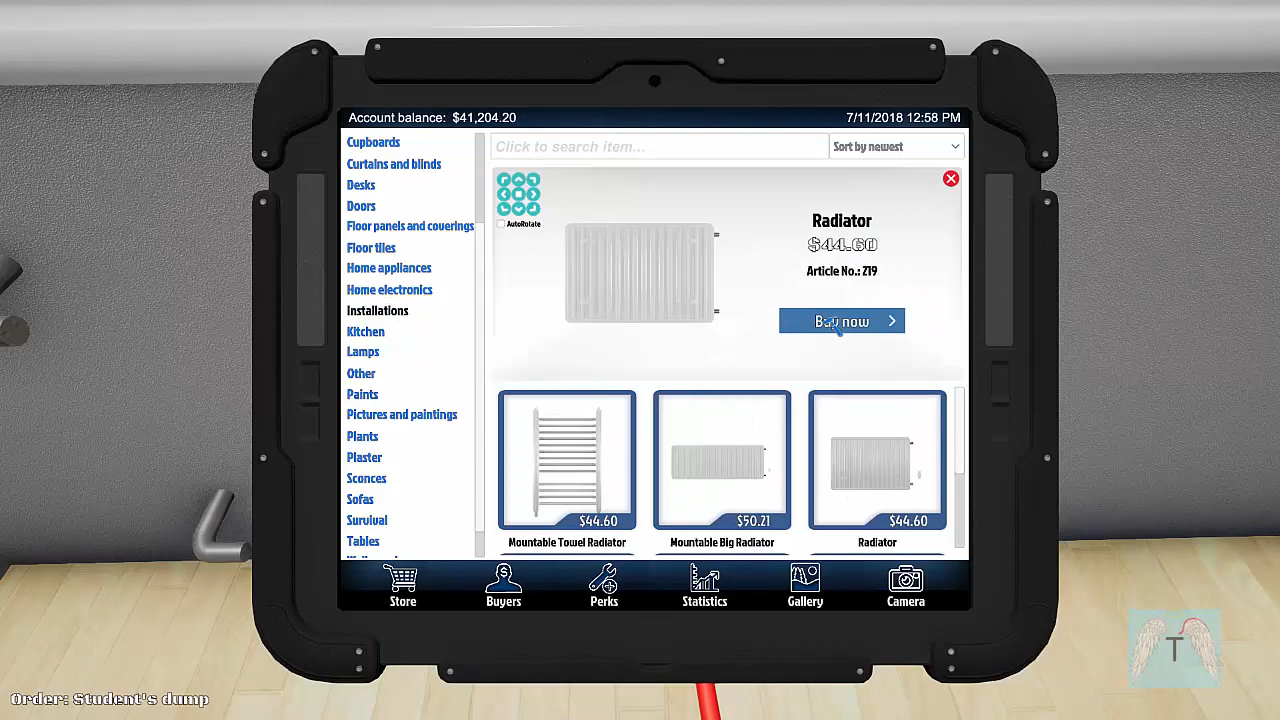 Account balance: $41,204.20
7/11/2018 12:58 PM
Cupboards
Curtains and blinds
Desks
Doors
Floor panels and coverings
Floor tiles
Home appliances
Home electronics
Installations
Kitchen
Lamps
Other
Paints
Pictures and paintings
Plants
Plaster
Sconces
Sofas
Survival
Tables
Click to search item...
Sort by newest
AutoRotate
Radiator
$44.60
Article No.: 219
Buy now
$44.60
Mountable Towel Radiator
$50.21
Mountable Big Radiator
$44.60
Radiator
Store
Buyers
Perks
Statistics
Gallery
Camera
T
Order: Student's dump